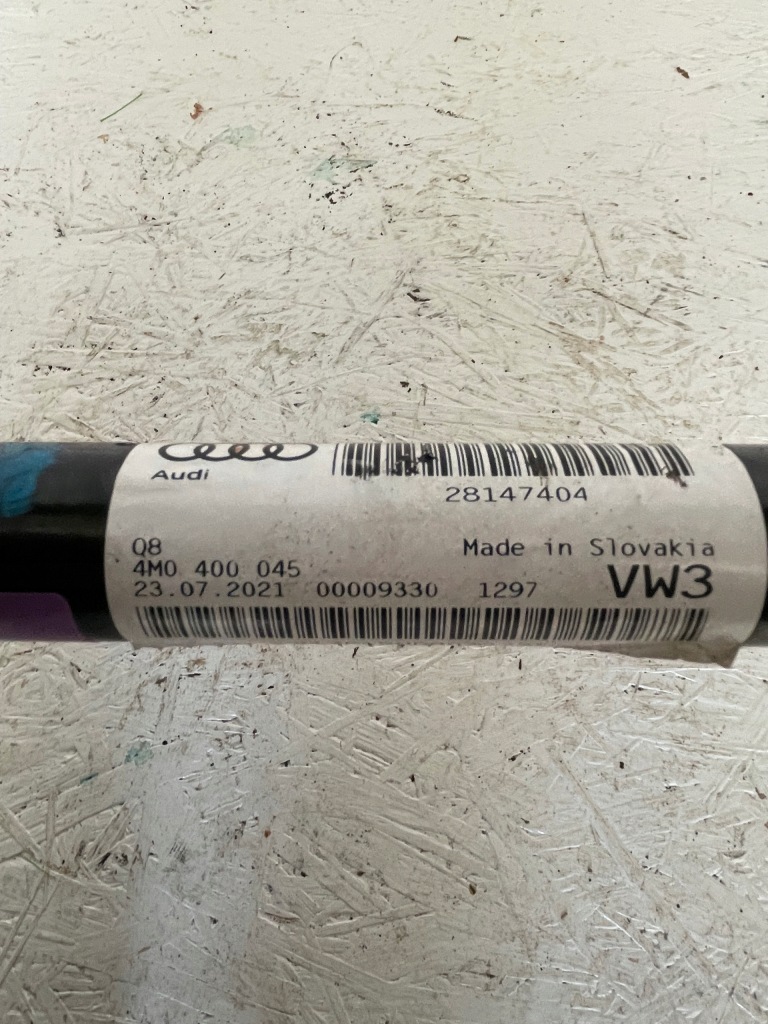 Audi
28147404
Q8
Made in Slovakia
4M0 400 045
23.07.2021 00009330 1297 VW3